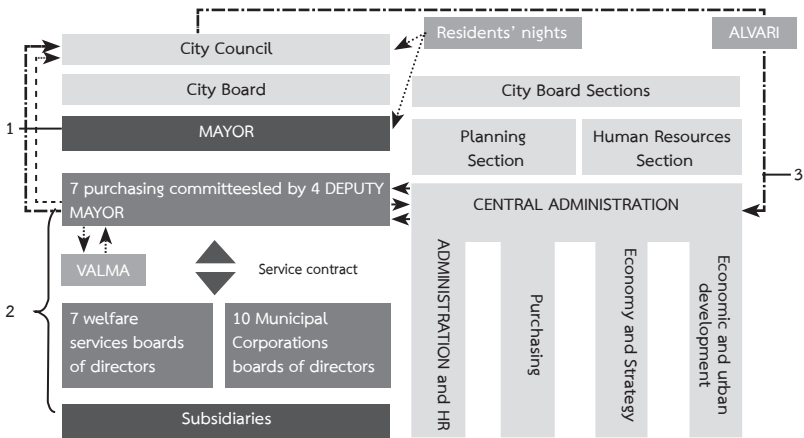 City Council
City Board
1
MAYOR
7 purchasing committeesled by 4 DEPUTY
MAYOR
VALMA
Service contract
2
7 welfare
services boards
of directors
10 Municipal
Corporations
boards of directors
Subsidiaries
Residents' nights
ALVARI
City Board Sections
Planning
Section
Human Resources
Section
3
CENTRAL ADMINISTRATION
ADMINISTRATION and HR
Purchasing
Economy and Strategy
Economic and urban
development